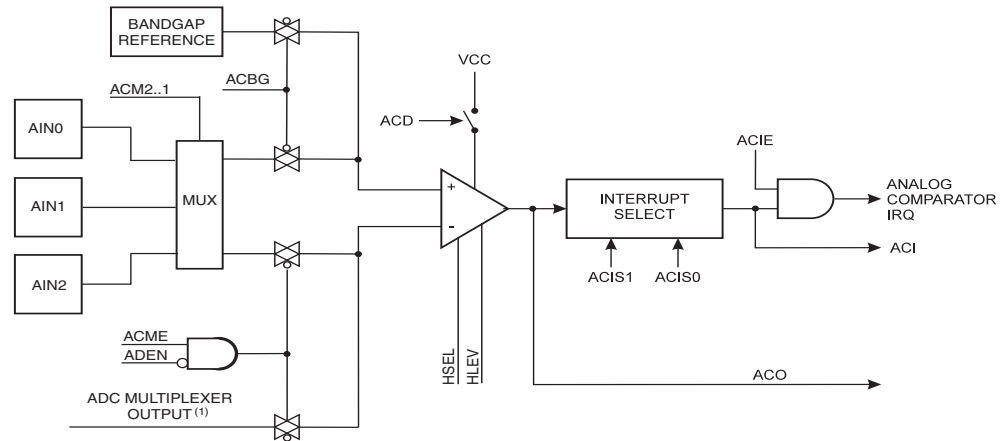 BANDGAP
REFERENCE
VCC
ACBG
ACM2..1
ACD
AIN0
ACIE
MUX
+
INTERRUPT
SELECT
ANALOG
COMPARATOR
IRQ
AIN1
-
ACI
ACIS1
ACIS0
AIN2
ACME
ADEN
HSEL
HLEV
ACO
ADC MULTIPLEXER
OUTPUT (1)